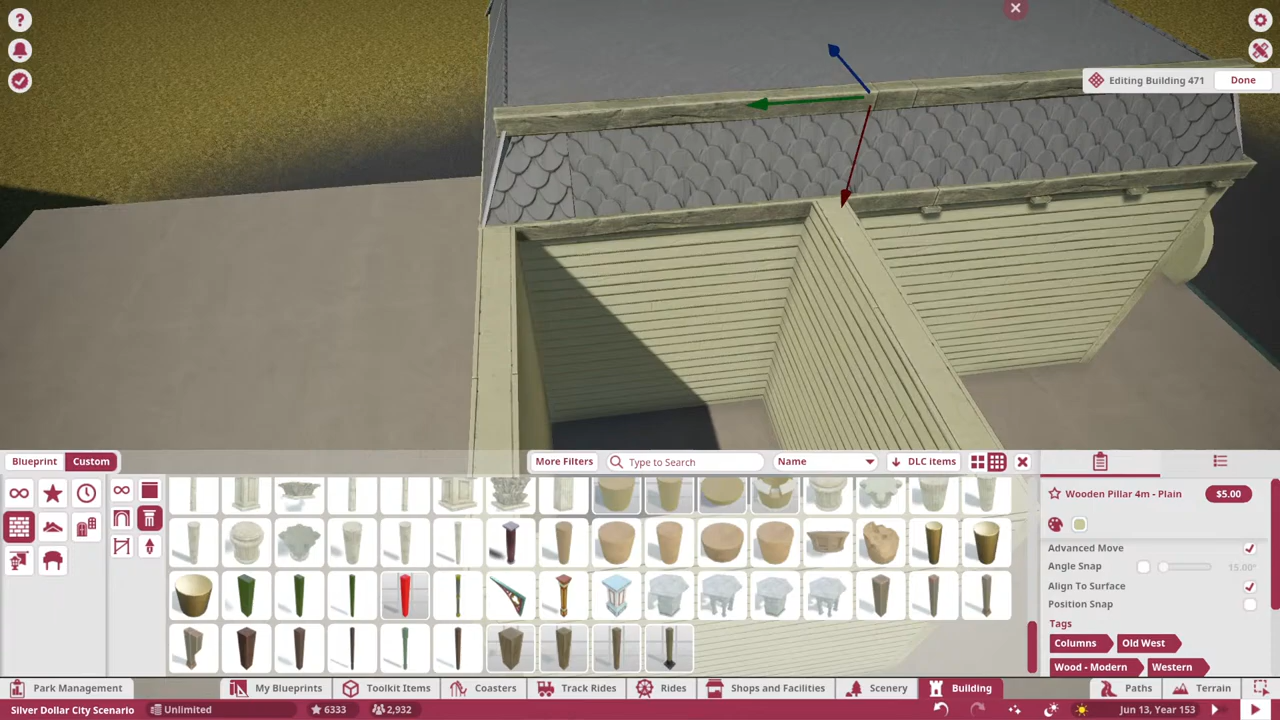 ?
Editing Building 471
Done
Blueprint
Custom
More Filters
Type to Search
Name
DLC items
Wooden Pillar 4m - Plain
$5.00
Advanced Move
Angle Snap
15.00°
Align To Surface
Position Snap
Tags
Columns
Old West
Wood - Modern
Western
Park Management
My Blueprints
Toolkit Items
Coasters
Track Rides
Rides
Shops and Facilities
Scenery
Building
Paths
Terrain
Silver Dollar City Scenario
Unlimited
6333
2,932
Jun 13, Year 153